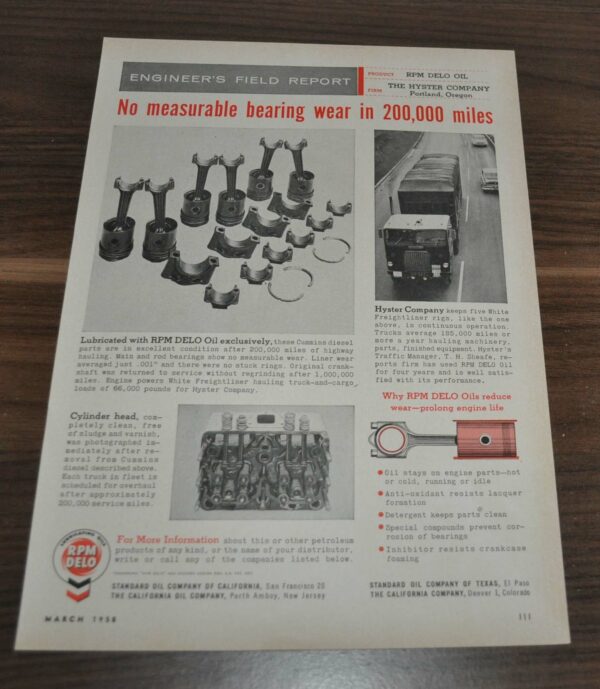 ENGINEER'S FIELD REPORT
PRODUCT RPM DELO OIL
FIRM THE HYSTER COMPANY
Portland, Oregon
No measurable bearing wear in 200,000 miles
Lubricated with RPM DELO Oil exclusively, these Cummins diesel
parts are in excellent condition after 200,000 miles of highway
hauling. Main and rod bearings show no measurable wear. Liner wear
averaged just .001" and there were no stuck rings. Original crank-
shaft was returned to service without regrinding after 1,000,000
miles. Engine powers White Freightliner hauling truck-and-cargo
loads of 66,000 pounds for Hyster Company.
Hyster Company keeps five White
Freightliner rigs, like the one
above, in continuous operation.
Trucks average 185,000 miles or
more a year hauling machinery,
parts, finished equipment. Hyster's
Traffic Manager, T. H. Sheafe, re-
ports firm has used RPM DELO Oil
for four years and is well satis-
fied with its performance.
Cylinder head, com-
pletely clean, free
of sludge and varnish,
was photographed im-
mediately after re-
moval from Cummins
diesel described above.
Each truck in fleet is
scheduled for overhaul
after approximately
200,000 service miles.
Why RPM DELO Oils reduce
wear—prolong engine life
Oil stays on engine parts—hot
or cold, running or idle
Anti-oxidant resists lacquer
formation
Detergent keeps parts clean
Special compounds prevent cor-
rosion of bearings
Inhibitor resists crankcase
foaming
LUBRICATING OILS
RPM
DELO
For More Information about this or other petroleum
products of any kind, or the name of your distributor,
write or call any of the companies listed below.
STANDARD OIL COMPANY OF CALIFORNIA, San Francisco 20
THE CALIFORNIA OIL COMPANY, Perth Amboy, New Jersey
STANDARD OIL COMPANY OF TEXAS, El Paso
THE CALIFORNIA COMPANY, Denver 1, Colorado
MARCH 1958
111